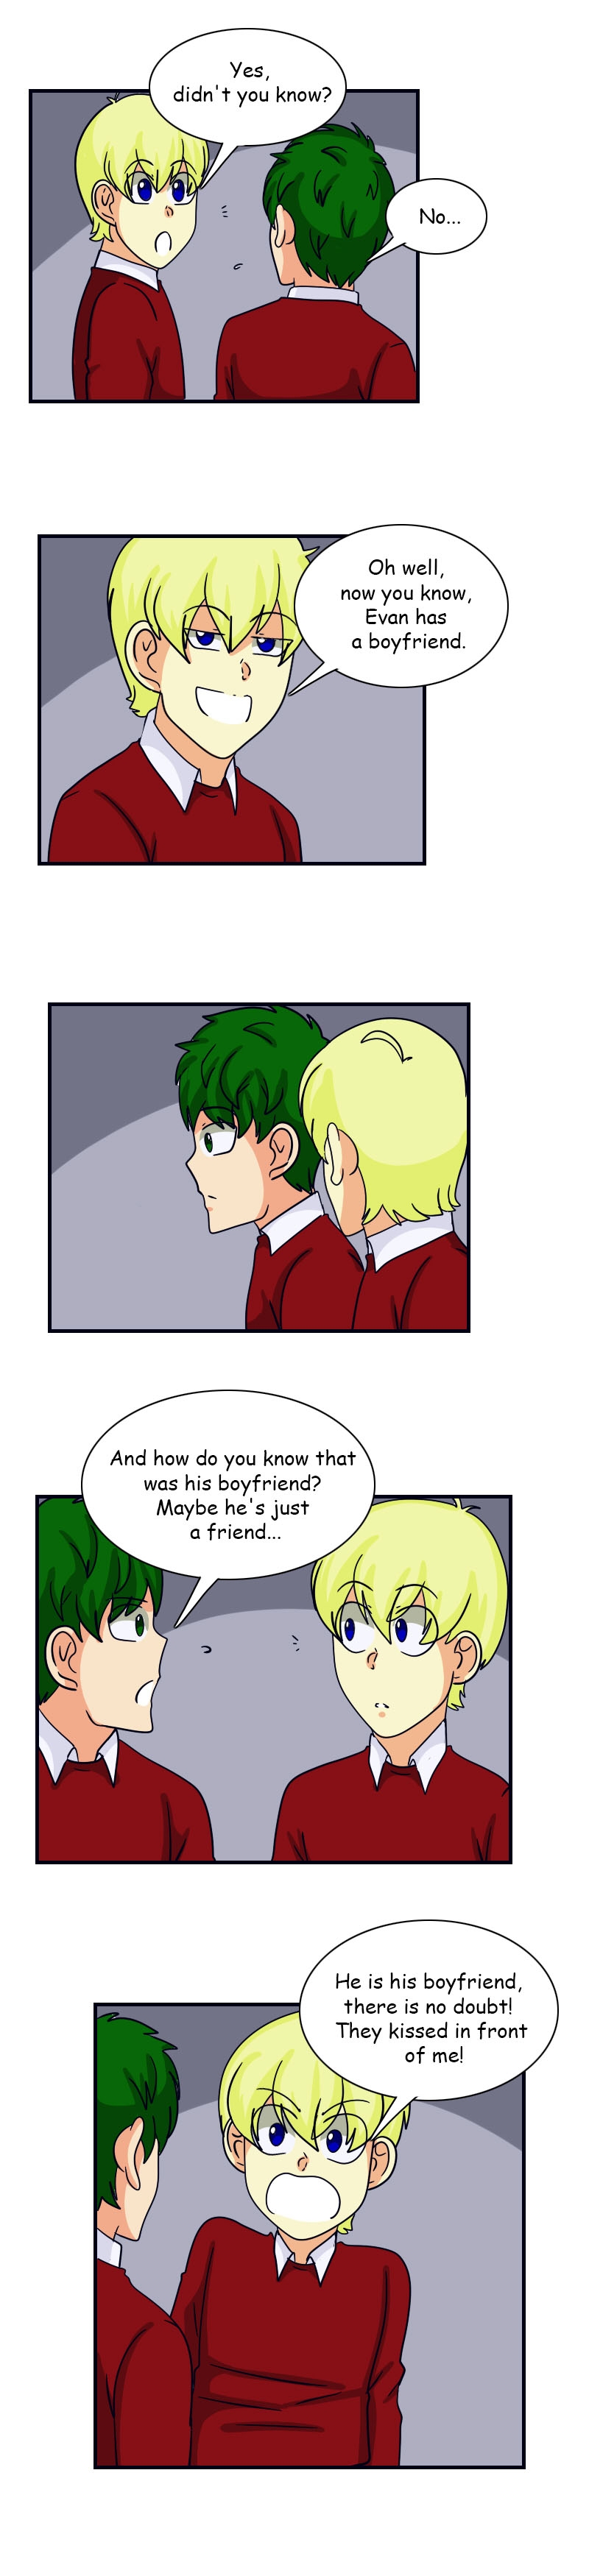 Yes,
didn't you know?
No...
Oh well,
now you know,
Evan has
a boyfriend.
And how do you know that
was his boyfriend?
Maybe he's just
a friend...
He is his boyfriend,
there is no doubt!
They kissed in front
of me!